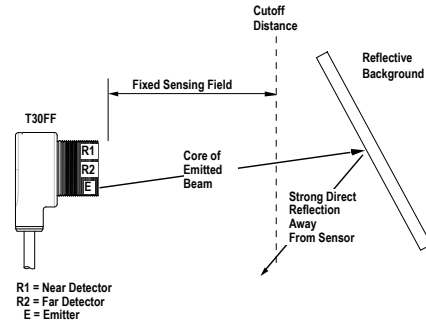 Cutoff
Distance
Reflective
Background
Fixed Sensing Field
T30FF
R1
R2
E
Core of
Emitted
Beam
Strong Direct
Reflection
Away
From Sensor
R1 = Near Detector
R2 = Far Detector
E = Emitter